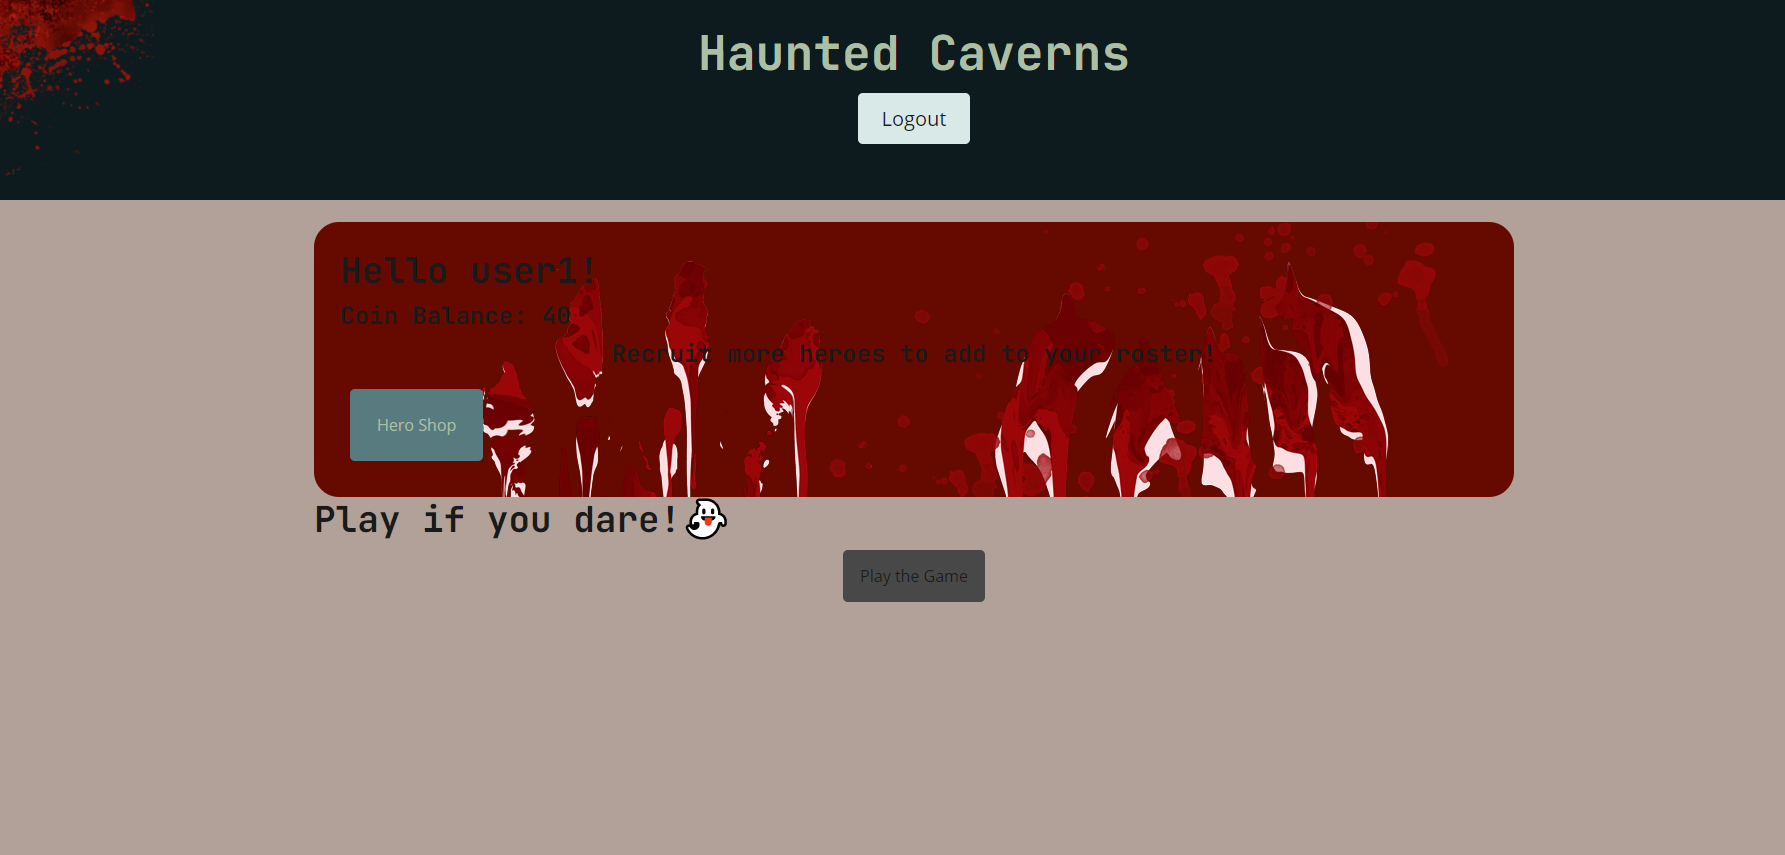 Haunted Caverns
Logout
Hello user1!
Coin Balance: 40
Recruit more heroes to add to your roster!
Hero Shop
Play if you dare!👻
Play the Game